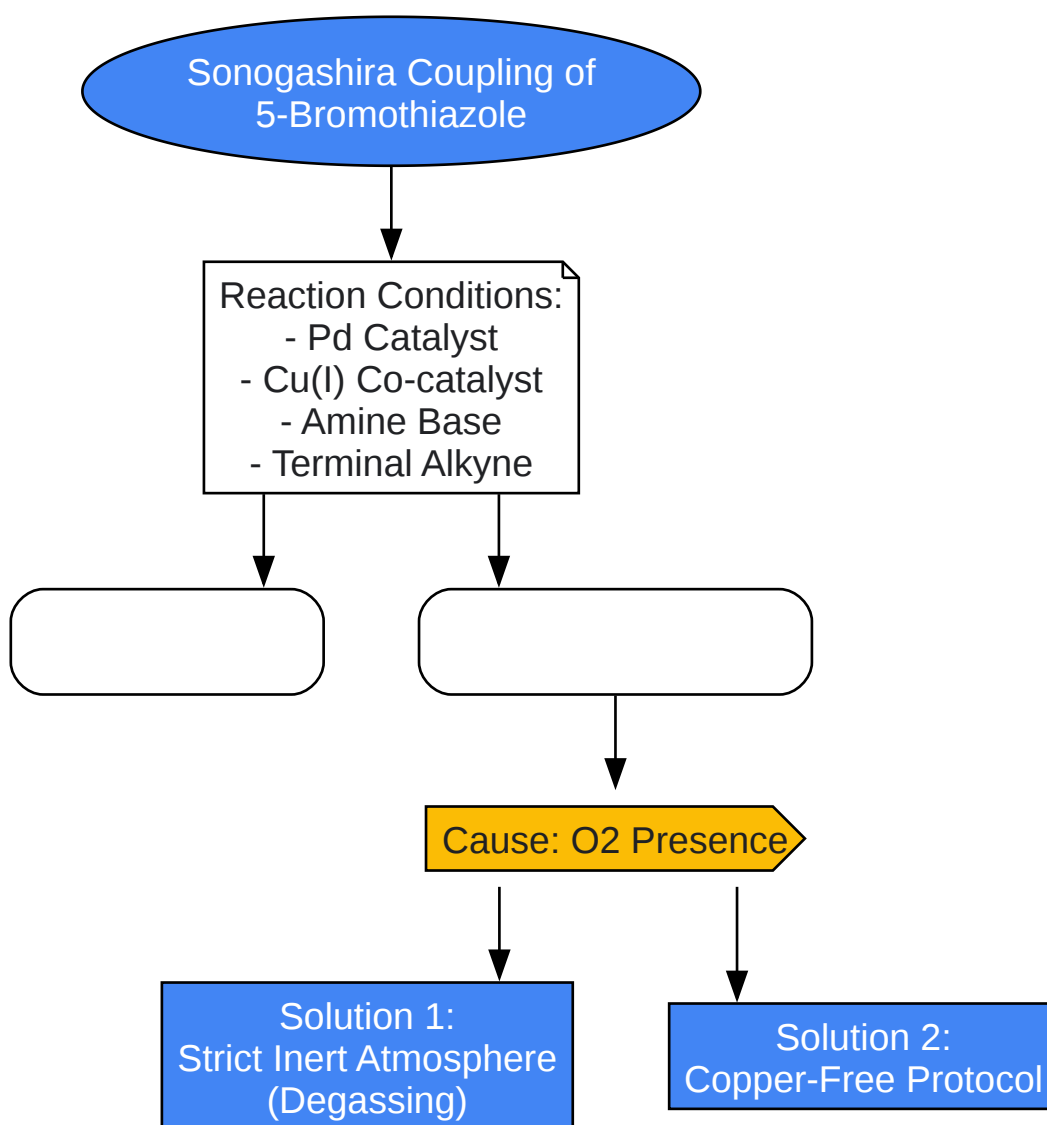 Sonogashira Coupling of
5-Bromothiazole
Reaction Conditions:
- Pd Catalyst
- Cu(I) Co-catalyst
- Amine Base
- Terminal Alkyne
Cause: O2 Presence
Solution 1:
Strict Inert Atmosphere
(Degassing)
Solution 2:
Copper-Free Protocol